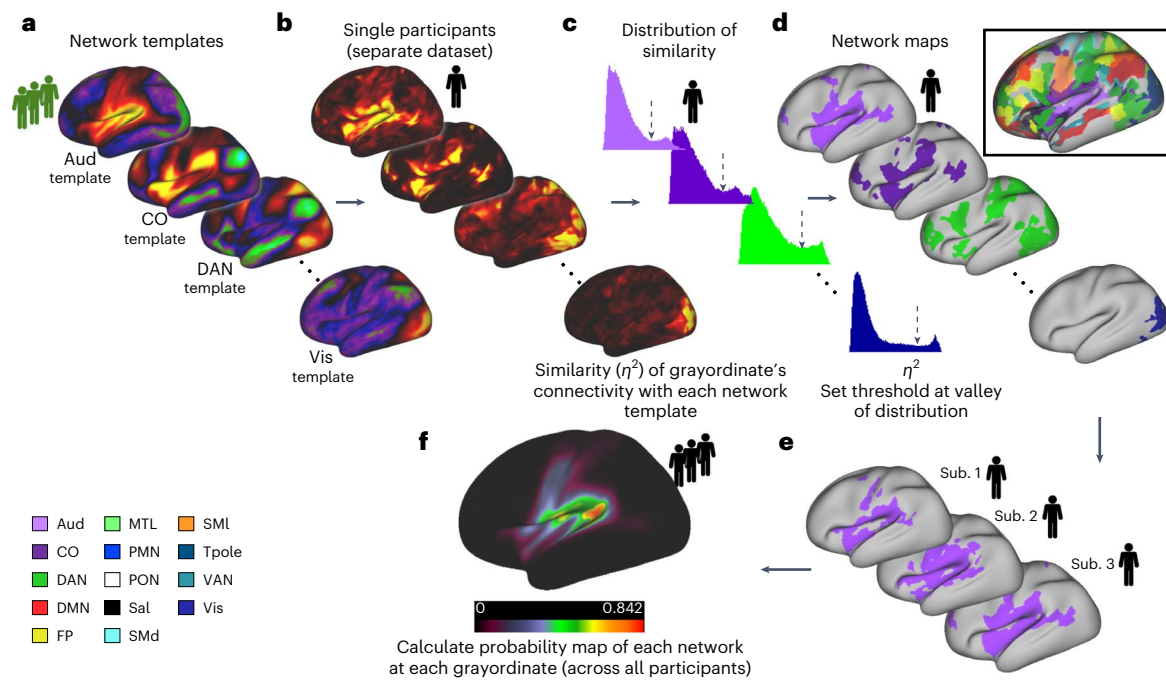 a
Network templates
Aud
template
CO
template
DAN
template
Vis
template
b
Single participants
(separate dataset)
Similarity (η²) of grayordinate's
connectivity with each network
template
c
Distribution of
similarity
η²
Set threshold at valley
of distribution
d
Network maps
e
Sub. 1
Sub. 2
Sub. 3
f
0 0.842
Calculate probability map of each network
at each grayordinate (across all participants)
Aud MTL SMl
CO PMN Tpole
DAN PON VAN
DMN Sal Vis
FP SMd